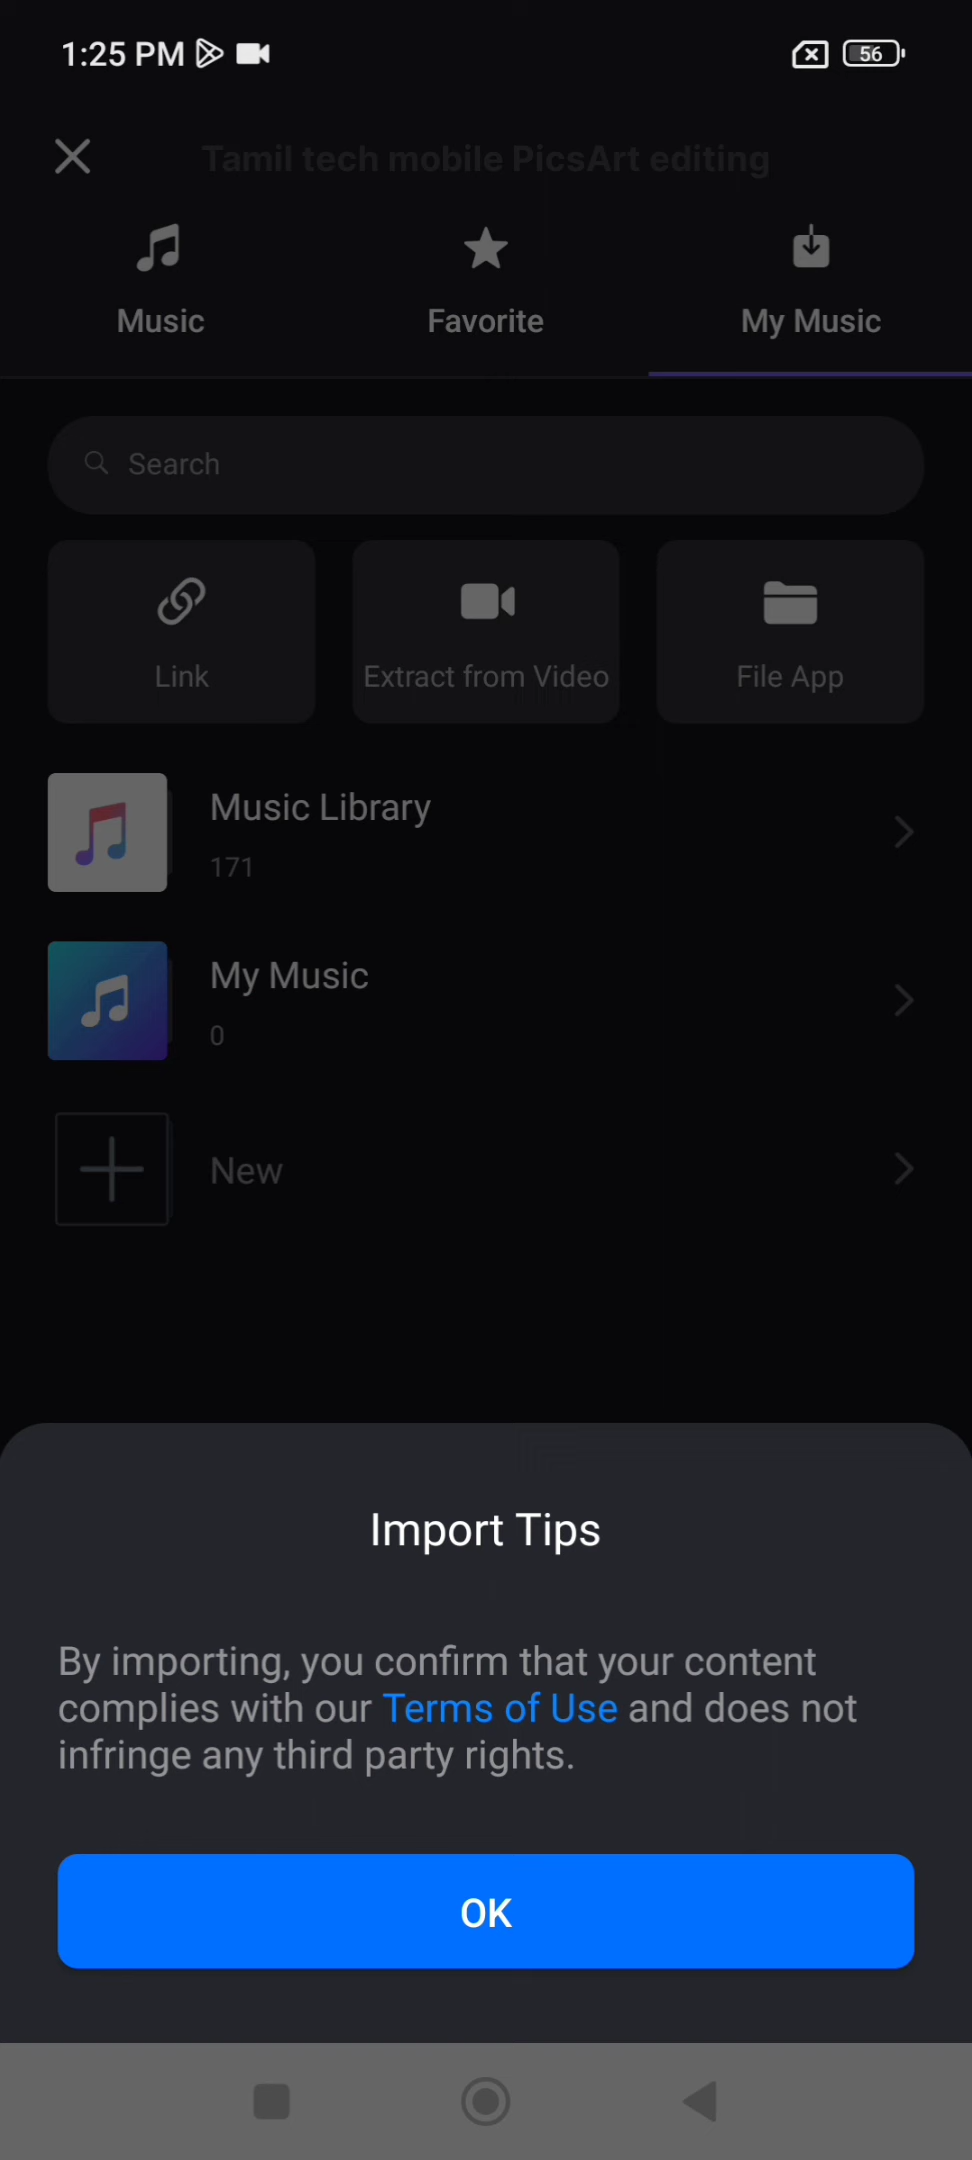 1:25 PM
56
Tamil tech mobile PicsArt editing
Music
Favorite
My Music
Search
Link
Extract from Video
File App
Music Library
171
My Music
0
New
Import Tips
By importing, you confirm that your content
complies with our Terms of Use and does not
infringe any third party rights.
OK